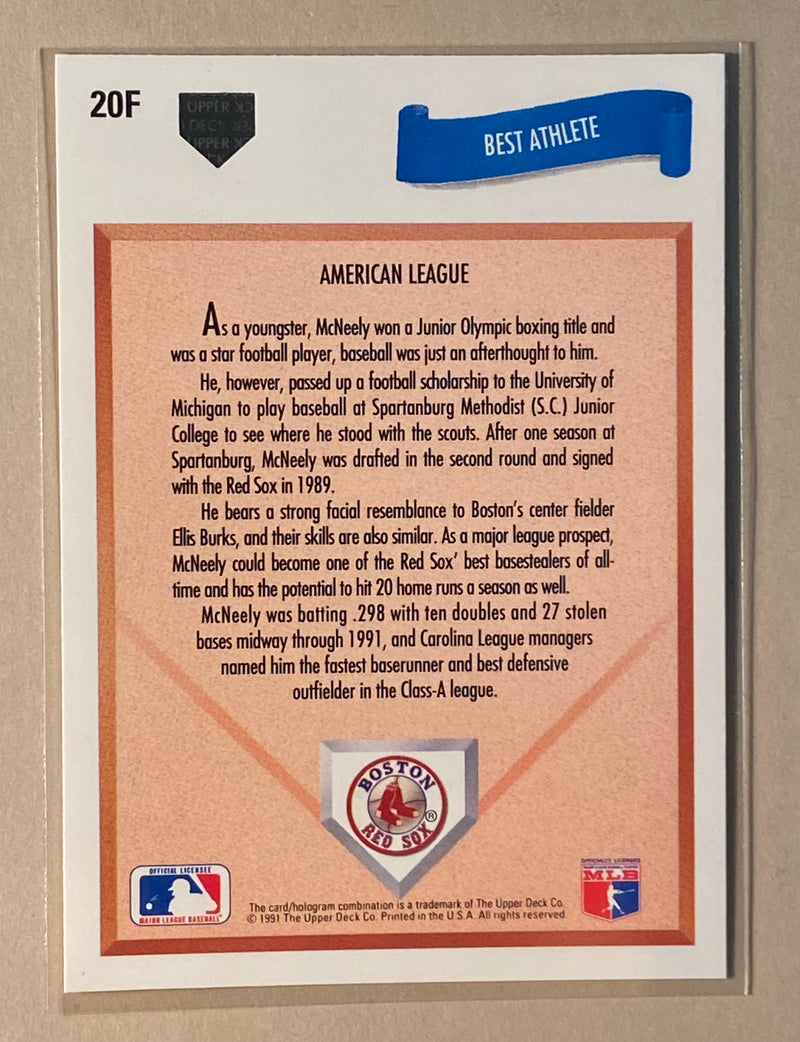 20F
UPPER
DEC
UPPER
BEST ATHLETE
AMERICAN LEAGUE
As a youngster, McNeely won a Junior Olympic boxing title and
was a star football player, baseball was just an afterthought to him.
He, however, passed up a football scholarship to the University of
Michigan to play baseball at Spartanburg Methodist (S.C.) Junior
College to see where he stood with the scouts. After one season at
Spartanburg, McNeely was drafted in the second round and signed
with the Red Sox in 1989.
He bears a strong facial resemblance to Boston's center fielder
Ellis Burks, and their skills are also similar. As a major league prospect,
McNeely could become one of the Red Sox' best basestealers of all-
time and has the potential to hit 20 home runs a season as well.
McNeely was batting .298 with ten doubles and 27 stolen
bases midway through 1991, and Carolina League managers
named him the fastest baserunner and best defensive
outfielder in the Class-A league.
BOSTON
RED SOX ®
OFFICIAL LICENSEE
MAJOR LEAGUE BASEBALL
The card/hologram combination is a trademark of The Upper Deck Co.
© 1991 The Upper Deck Co. Printed in the U.S.A. All rights reserved.
OFFICIALLY LICENSED
MAJOR LEAGUE BASEBALL PLAYERS
MLB